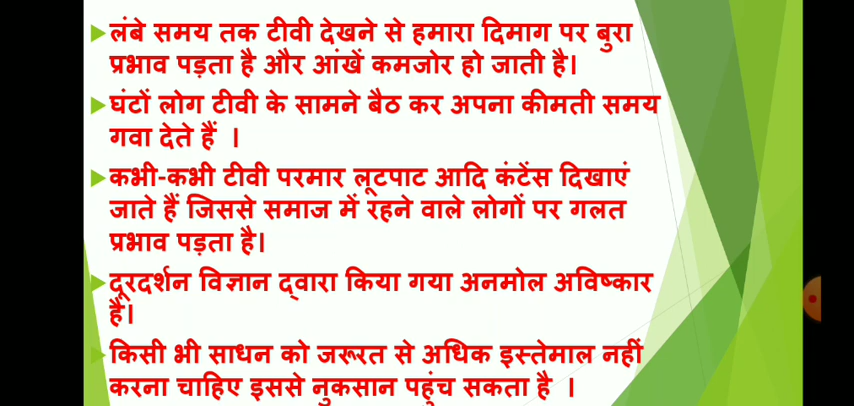 लंबे समय तक टीवी देखने से हमारा दिमाग पर बुरा
प्रभाव पड़ता है और आंखें कमजोर हो जाती है।
घंटों लोग टीवी के सामने बैठ कर अपना कीमती समय
गवा देते हैं ।
कभी-कभी टीवी परमार लूटपाट आदि कंटेंस दिखाएं
जाते हैं जिससे समाज में रहने वाले लोगों पर गलत
प्रभाव पड़ता है।
दूरदर्शन विज्ञान द्वारा किया गया अनमोल अविष्कार
है।
किसी भी साधन को जरूरत से अधिक इस्तेमाल नहीं
करना चाहिए इससे नुकसान पहुंच सकता है ।